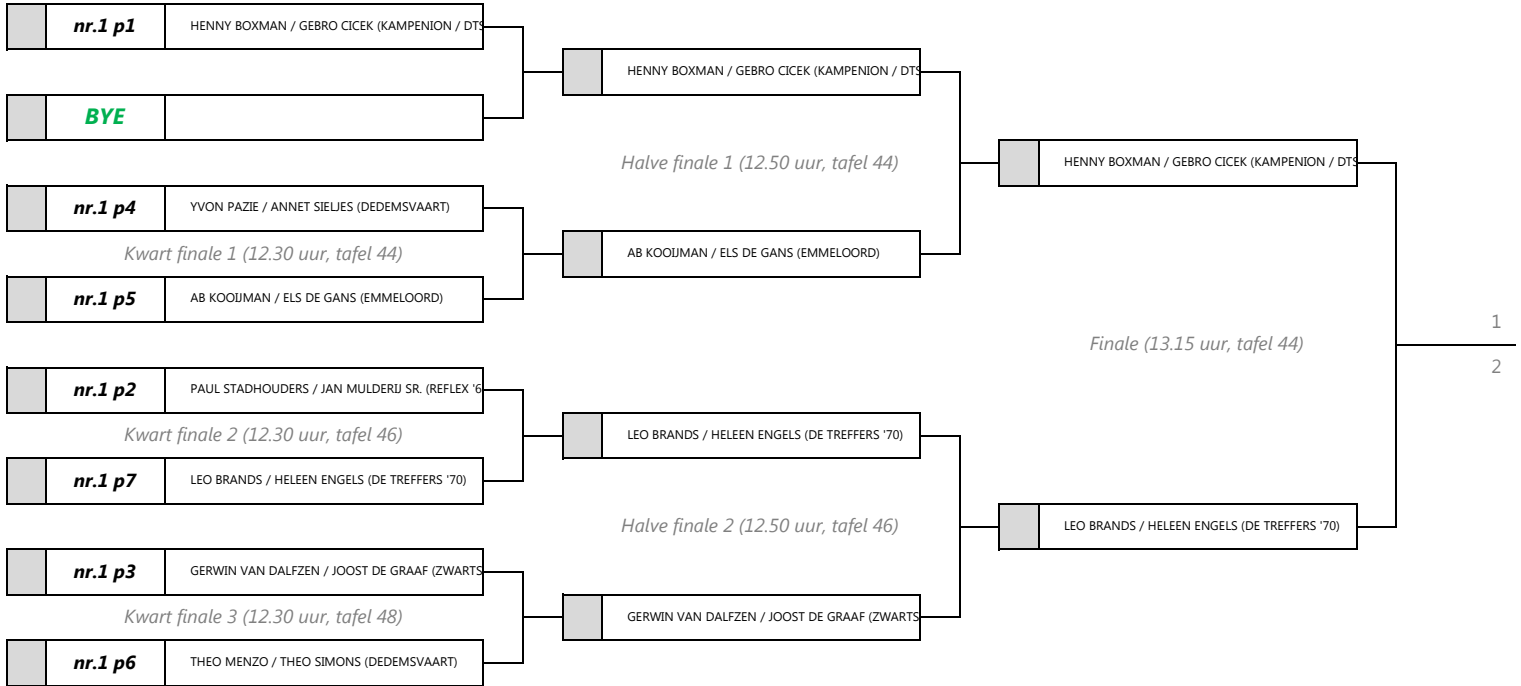 nr.1 p1 HENNY BOXMAN / GEBRO CICEK (KAMPENION / DTS
HENNY BOXMAN / GEBRO CICEK (KAMPENION / DTS
BYE
Halve finale 1 (12.50 uur, tafel 44)
HENNY BOXMAN / GEBRO CICEK (KAMPENION / DTS
nr.1 p4 YVON PAZIE / ANNET SIELJES (DEDEMSVAART)
Kwart finale 1 (12.30 uur, tafel 44)
AB KOOIJMAN / ELS DE GANS (EMMELOORD)
nr.1 p5 AB KOOIJMAN / ELS DE GANS (EMMELOORD)
1
Finale (13.15 uur, tafel 44)
2
nr.1 p2 PAUL STADHOUDERS / JAN MULDERIJ SR. (REFLEX '6
Kwart finale 2 (12.30 uur, tafel 46)
LEO BRANDS / HELEEN ENGELS (DE TREFFERS '70)
nr.1 p7 LEO BRANDS / HELEEN ENGELS (DE TREFFERS '70)
Halve finale 2 (12.50 uur, tafel 46)
LEO BRANDS / HELEEN ENGELS (DE TREFFERS '70)
nr.1 p3 GERWIN VAN DALFZEN / JOOST DE GRAAF (ZWARTS
Kwart finale 3 (12.30 uur, tafel 48)
GERWIN VAN DALFZEN / JOOST DE GRAAF (ZWARTS
nr.1 p6 THEO MENZO / THEO SIMONS (DEDEMSVAART)